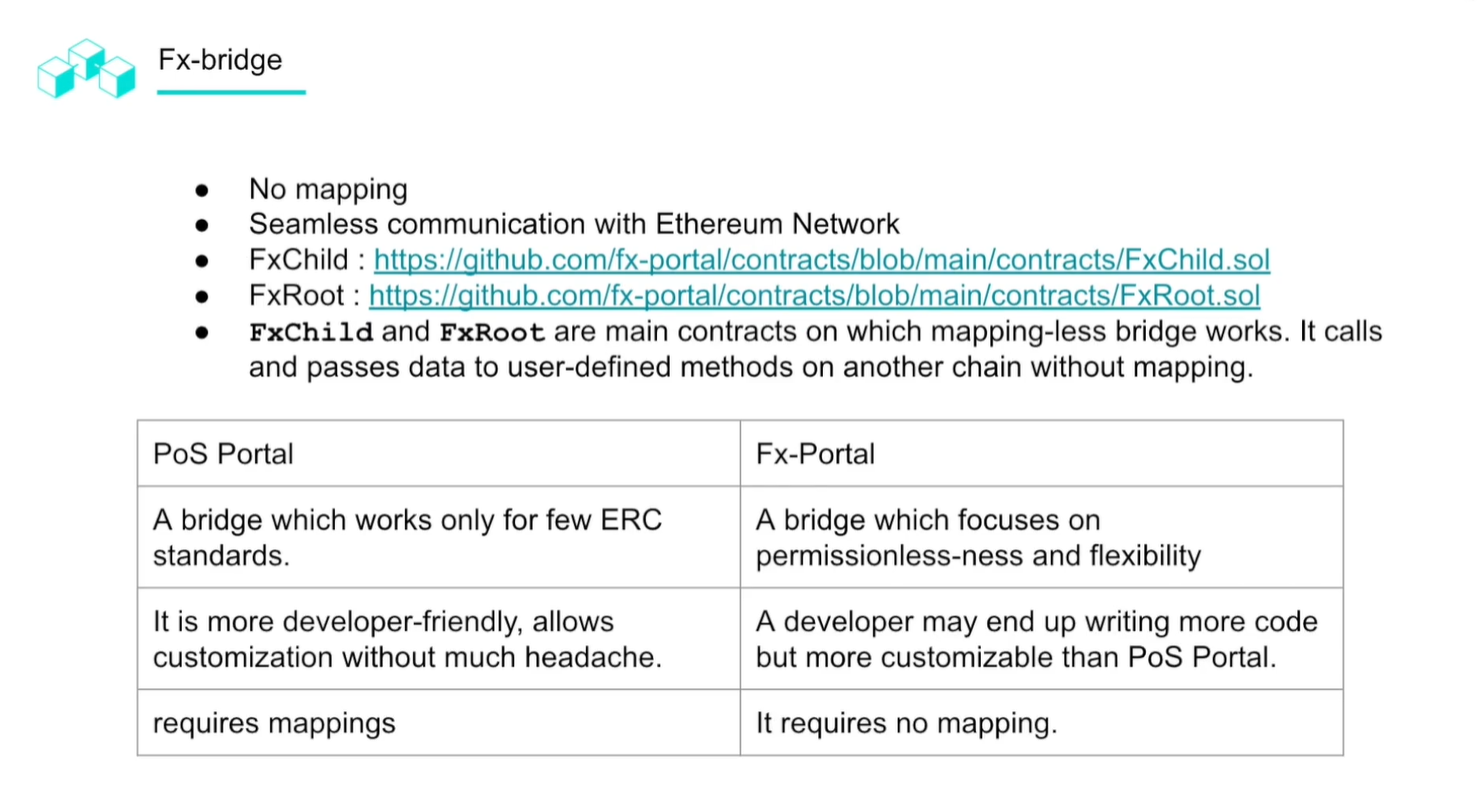 Fx-bridge
● No mapping
● Seamless communication with Ethereum Network
● FxChild : https://github.com/fx-portal/contracts/blob/main/contracts/FxChild.sol
● FxRoot : https://github.com/fx-portal/contracts/blob/main/contracts/FxRoot.sol
● FxChild and FxRoot are main contracts on which mapping-less bridge works. It calls
and passes data to user-defined methods on another chain without mapping.
PoS Portal
Fx-Portal
A bridge which works only for few ERC
standards.
A bridge which focuses on
permissionless-ness and flexibility
It is more developer-friendly, allows
customization without much headache.
A developer may end up writing more code
but more customizable than PoS Portal.
requires mappings
It requires no mapping.